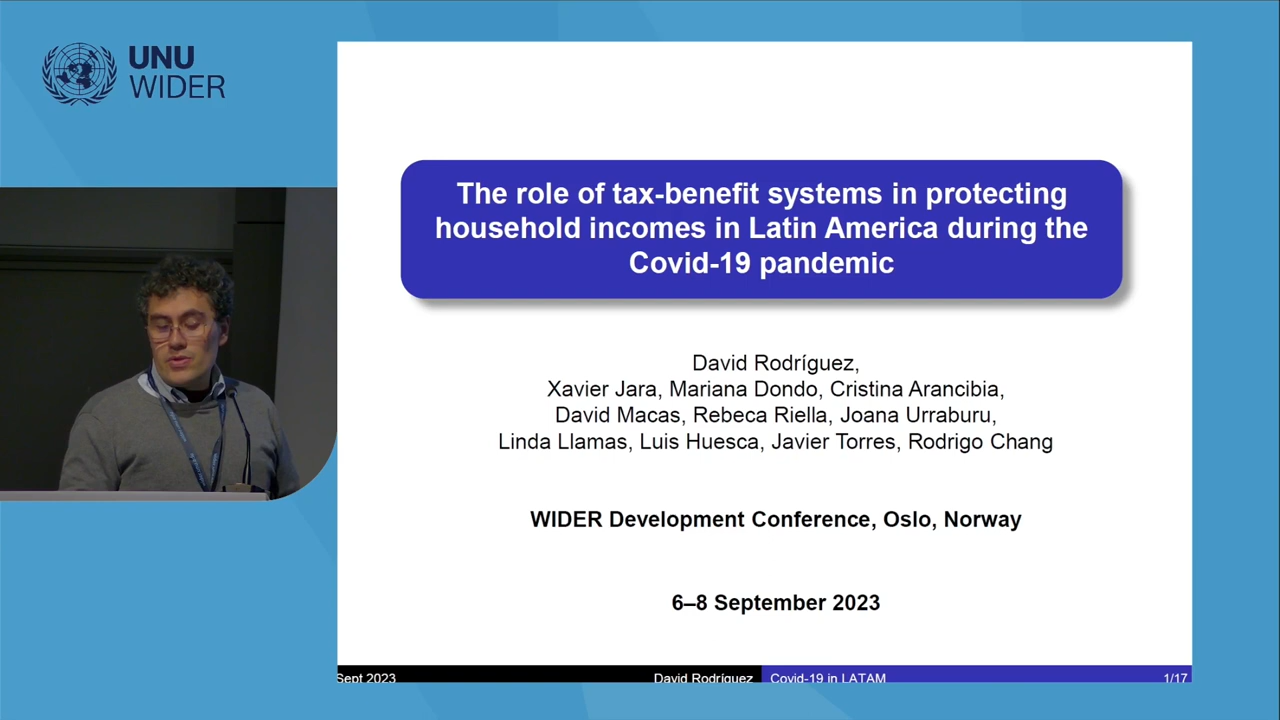 UNU
WIDER
The role of tax-benefit systems in protecting
household incomes in Latin America during the
Covid-19 pandemic
David Rodríguez,
Xavier Jara, Mariana Dondo, Cristina Arancibia,
David Macas, Rebeca Riella, Joana Urraburu,
Linda Llamas, Luis Huesca, Javier Torres, Rodrigo Chang
WIDER Development Conference, Oslo, Norway
6–8 September 2023
Sept 2023
David Rodríguez
Covid-19 in LATAM
1/17